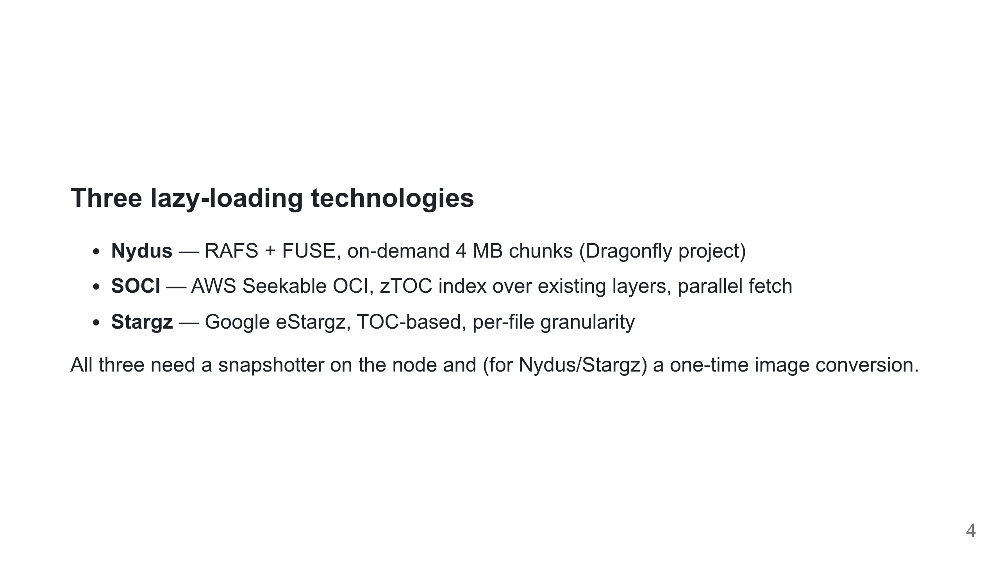 Three lazy-loading technologies
• Nydus — RAFS + FUSE, on-demand 4 MB chunks (Dragonfly project)
• SOCI — AWS Seekable OCI, zTOC index over existing layers, parallel fetch
• Stargz — Google eStargz, TOC-based, per-file granularity
All three need a snapshotter on the node and (for Nydus/Stargz) a one-time image conversion.
4